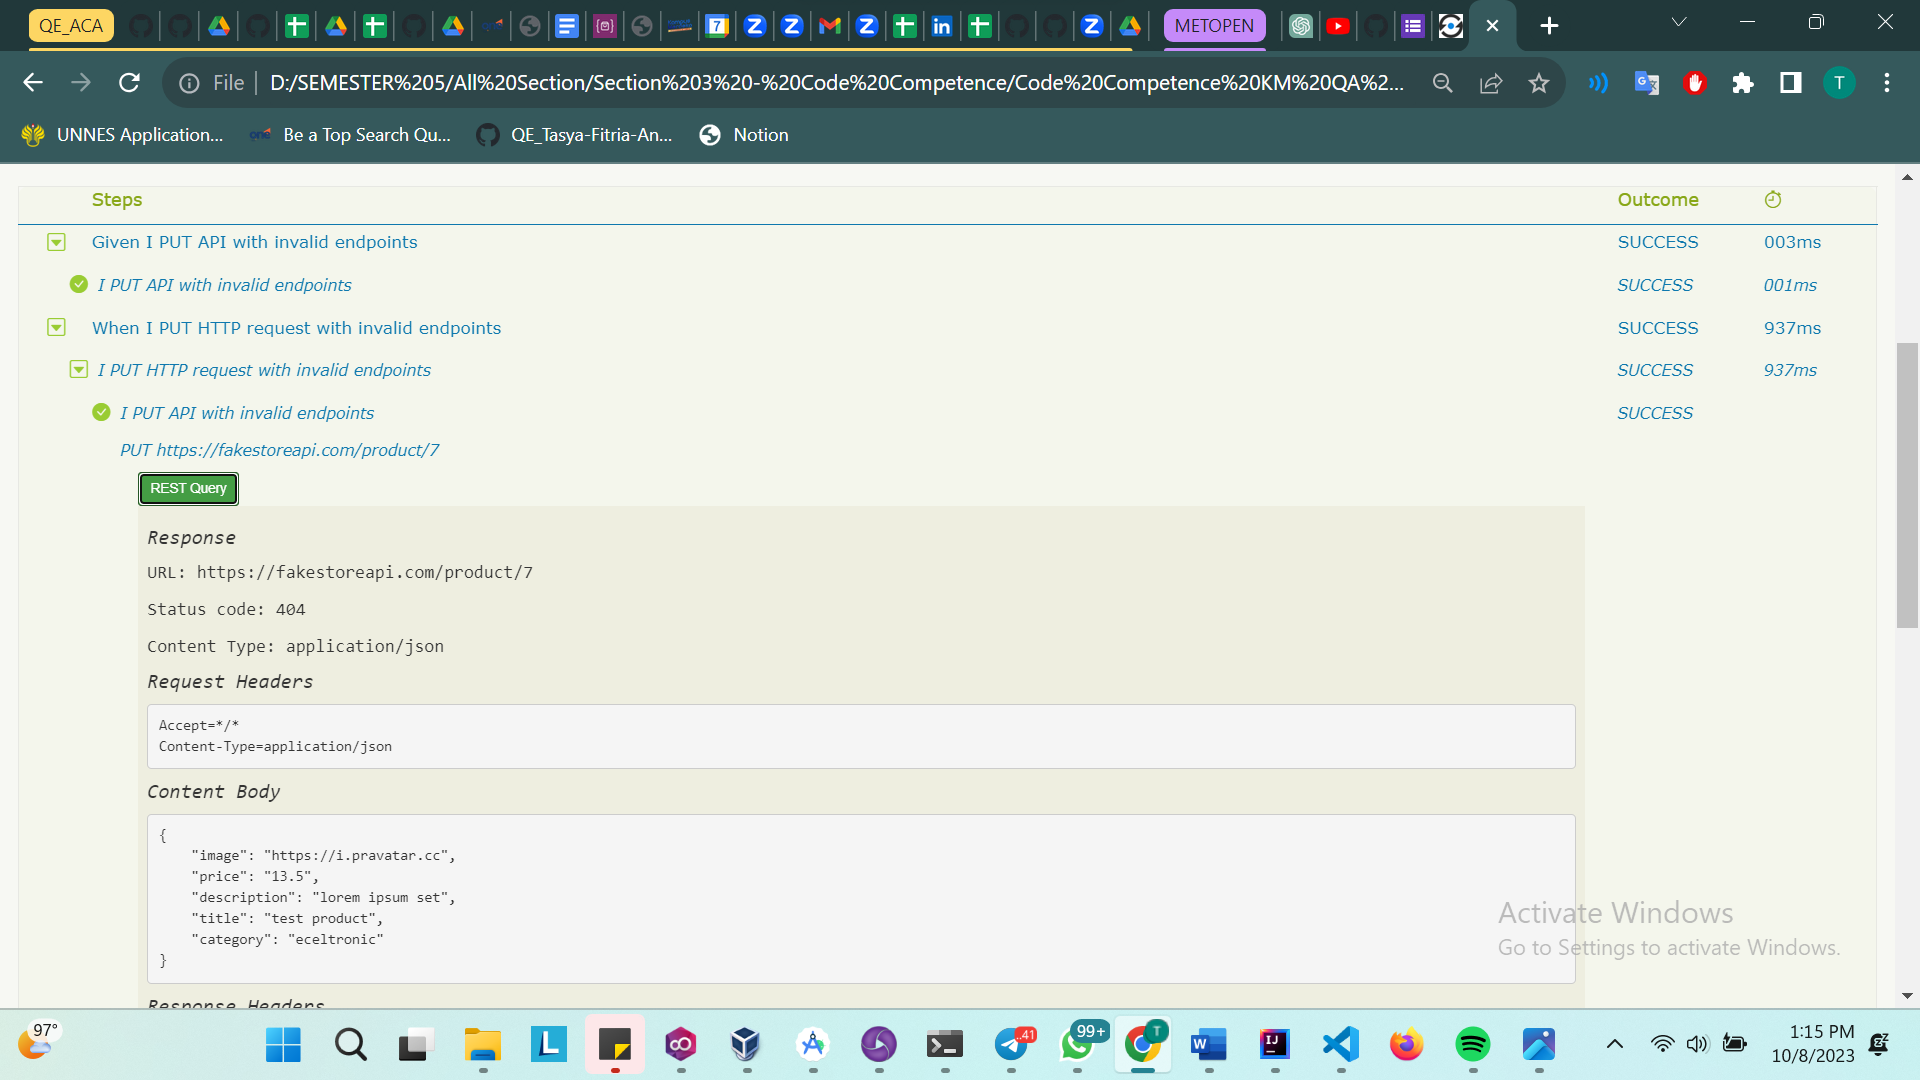 QE_ACA
METOPEN
File
D:/SEMESTER%205/All%20Section/Section%203%20-%20Code%20Competence/Code%20Competence%20KM%20QA%2...
T
UNNES Application...
Be a Top Search Qu...
QE_Tasya-Fitria-An...
Notion
Steps Outcome
Given I PUT API with invalid endpoints SUCCESS 003ms
I PUT API with invalid endpoints SUCCESS 001ms
When I PUT HTTP request with invalid endpoints SUCCESS 937ms
I PUT HTTP request with invalid endpoints SUCCESS 937ms
I PUT API with invalid endpoints SUCCESS
PUT https://fakestoreapi.com/product/7
REST Query
Response
URL: https://fakestoreapi.com/product/7
Status code: 404
Content Type: application/json
Request Headers
Accept=*/*
Content-Type=application/json
Content Body
{
"image": "https://i.pravatar.cc",
"price": "13.5",
"description": "lorem ipsum set",
"title": "test product",
"category": "eceltronic"
}
Response Headers
Activate Windows
Go to Settings to activate Windows.
97°
41
99+
T
1:15 PM
10/8/2023